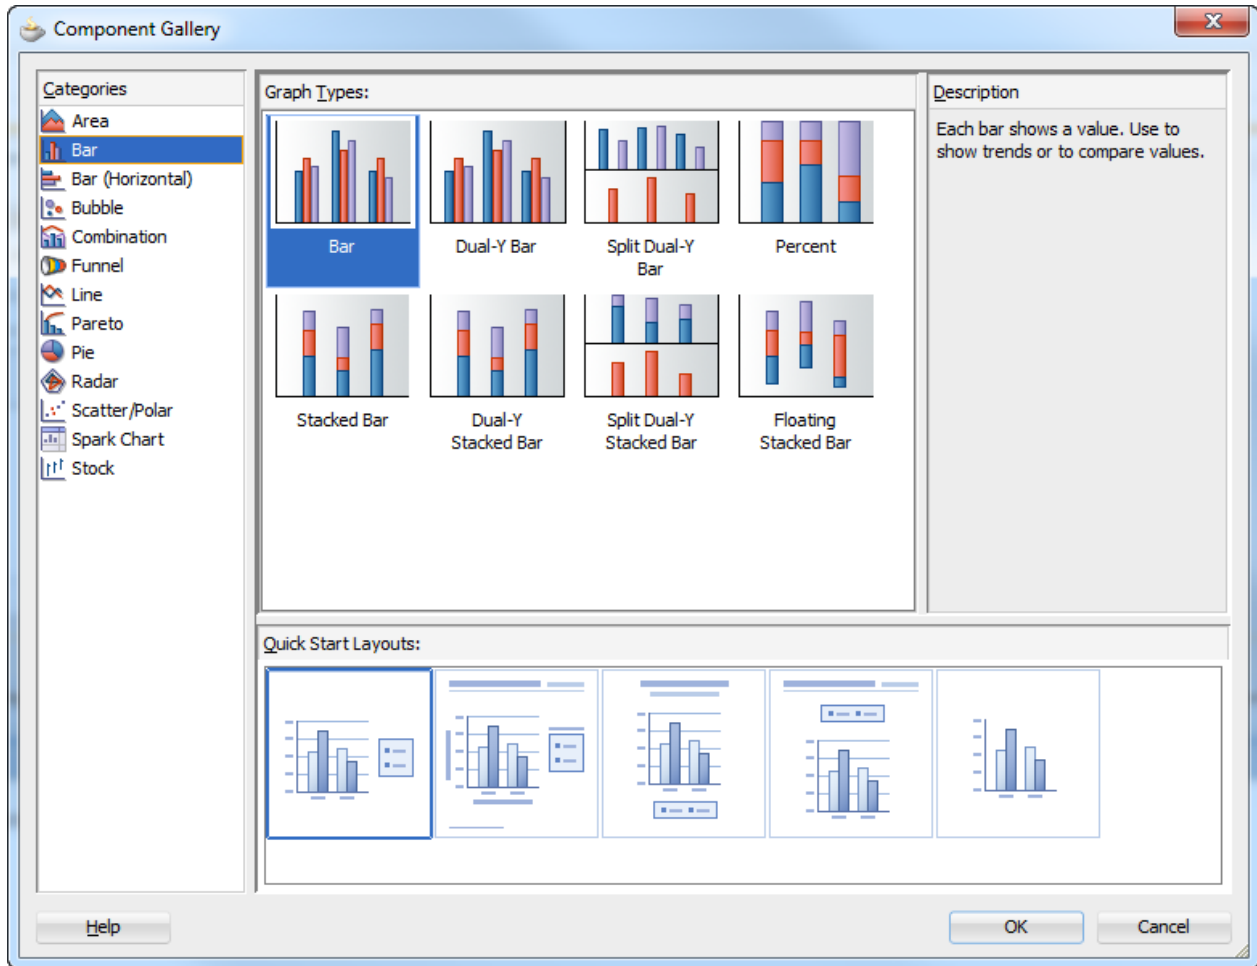 Component Gallery
Categories
Area
Bar
Bar (Horizontal)
Bubble
Combination
Funnel
Line
Pareto
Pie
Radar
Scatter/Polar
Spark Chart
Stock
Graph Types:
Bar
Dual-Y Bar
Split Dual-Y
Bar
Percent
Stacked Bar
Dual-Y
Stacked Bar
Split Dual-Y
Stacked Bar
Floating
Stacked Bar
Description
Each bar shows a value. Use to
show trends or to compare values.
Quick Start Layouts:
Help
OK
Cancel